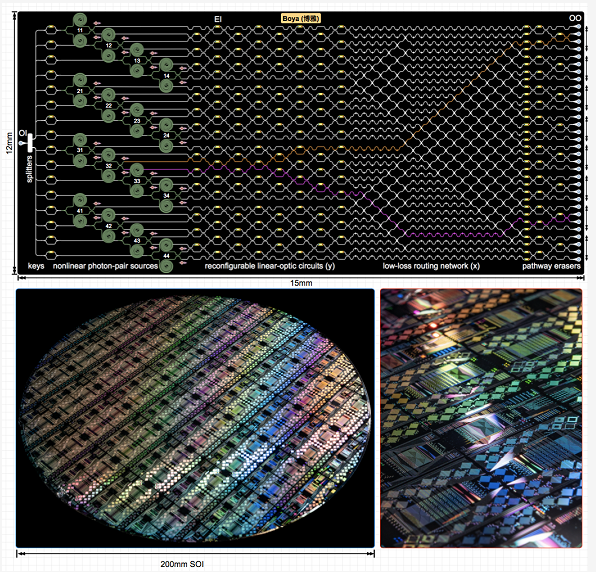 EI
Boya (博雅)
OO
11
12
13
14
21
22
23
24
OI
31
32
33
34
41
42
43
44
splitters
12mm
keys nonlinear photon-pair sources reconfigurable linear-optic circuits (y) low-loss routing network (x) pathway erasers
15mm
200mm SOI